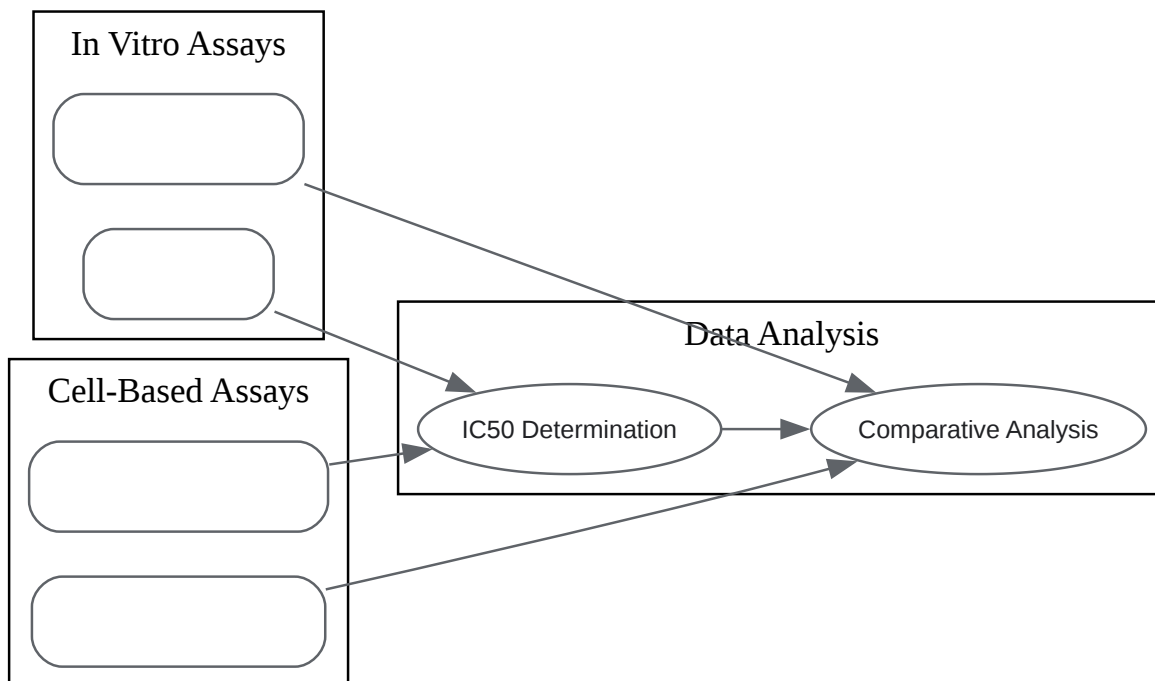 In Vitro Assays
Data Analysis
Cell-Based Assays
IC50 Determination
Comparative Analysis